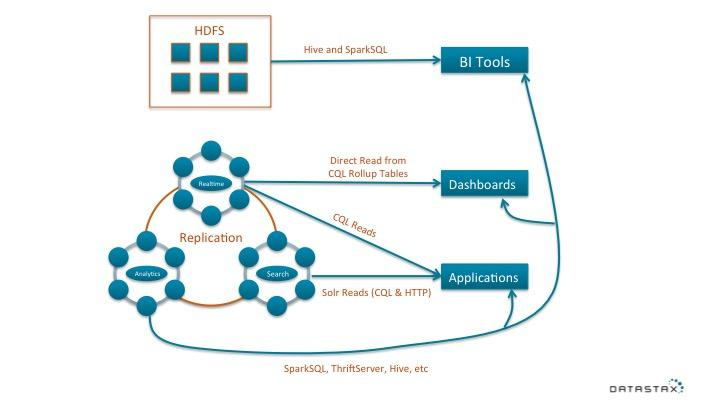 HDFS
Hive and SparkSQL
BI Tools
Realtime
Direct Read from
CQL Rollup Tables
Dashboards
CQL Reads
Replication
Analytics
Search
Applications
Solr Reads (CQL & HTTP)
SparkSQL, ThriftServer, Hive, etc
DATASTAX